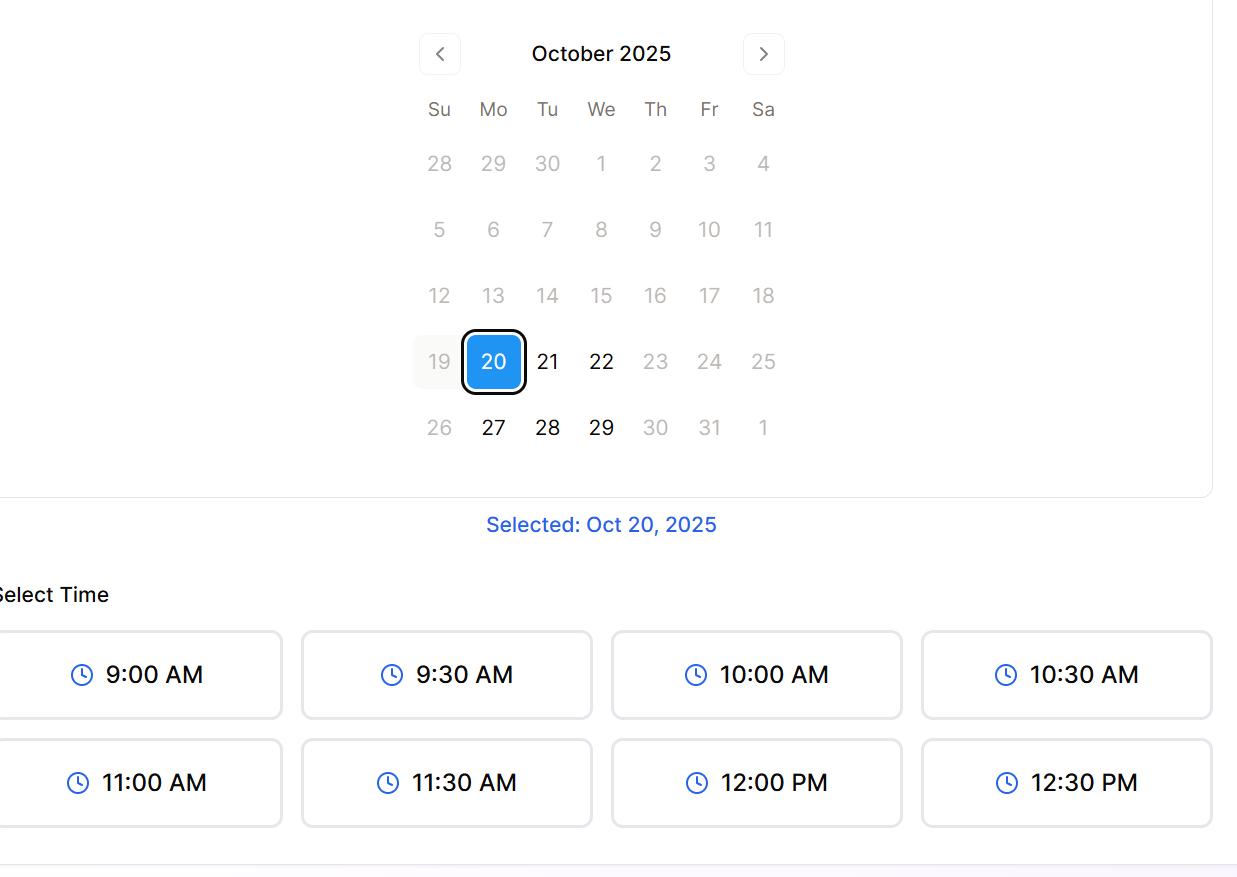 October 2025
Su Mo Tu We Th Fr Sa
28 29 30 1 2 3 4
5 6 7 8 9 10 11
12 13 14 15 16 17 18
19 20 21 22 23 24 25
26 27 28 29 30 31 1
Selected: Oct 20, 2025
Select Time
9:00 AM 9:30 AM 10:00 AM 10:30 AM
11:00 AM 11:30 AM 12:00 PM 12:30 PM